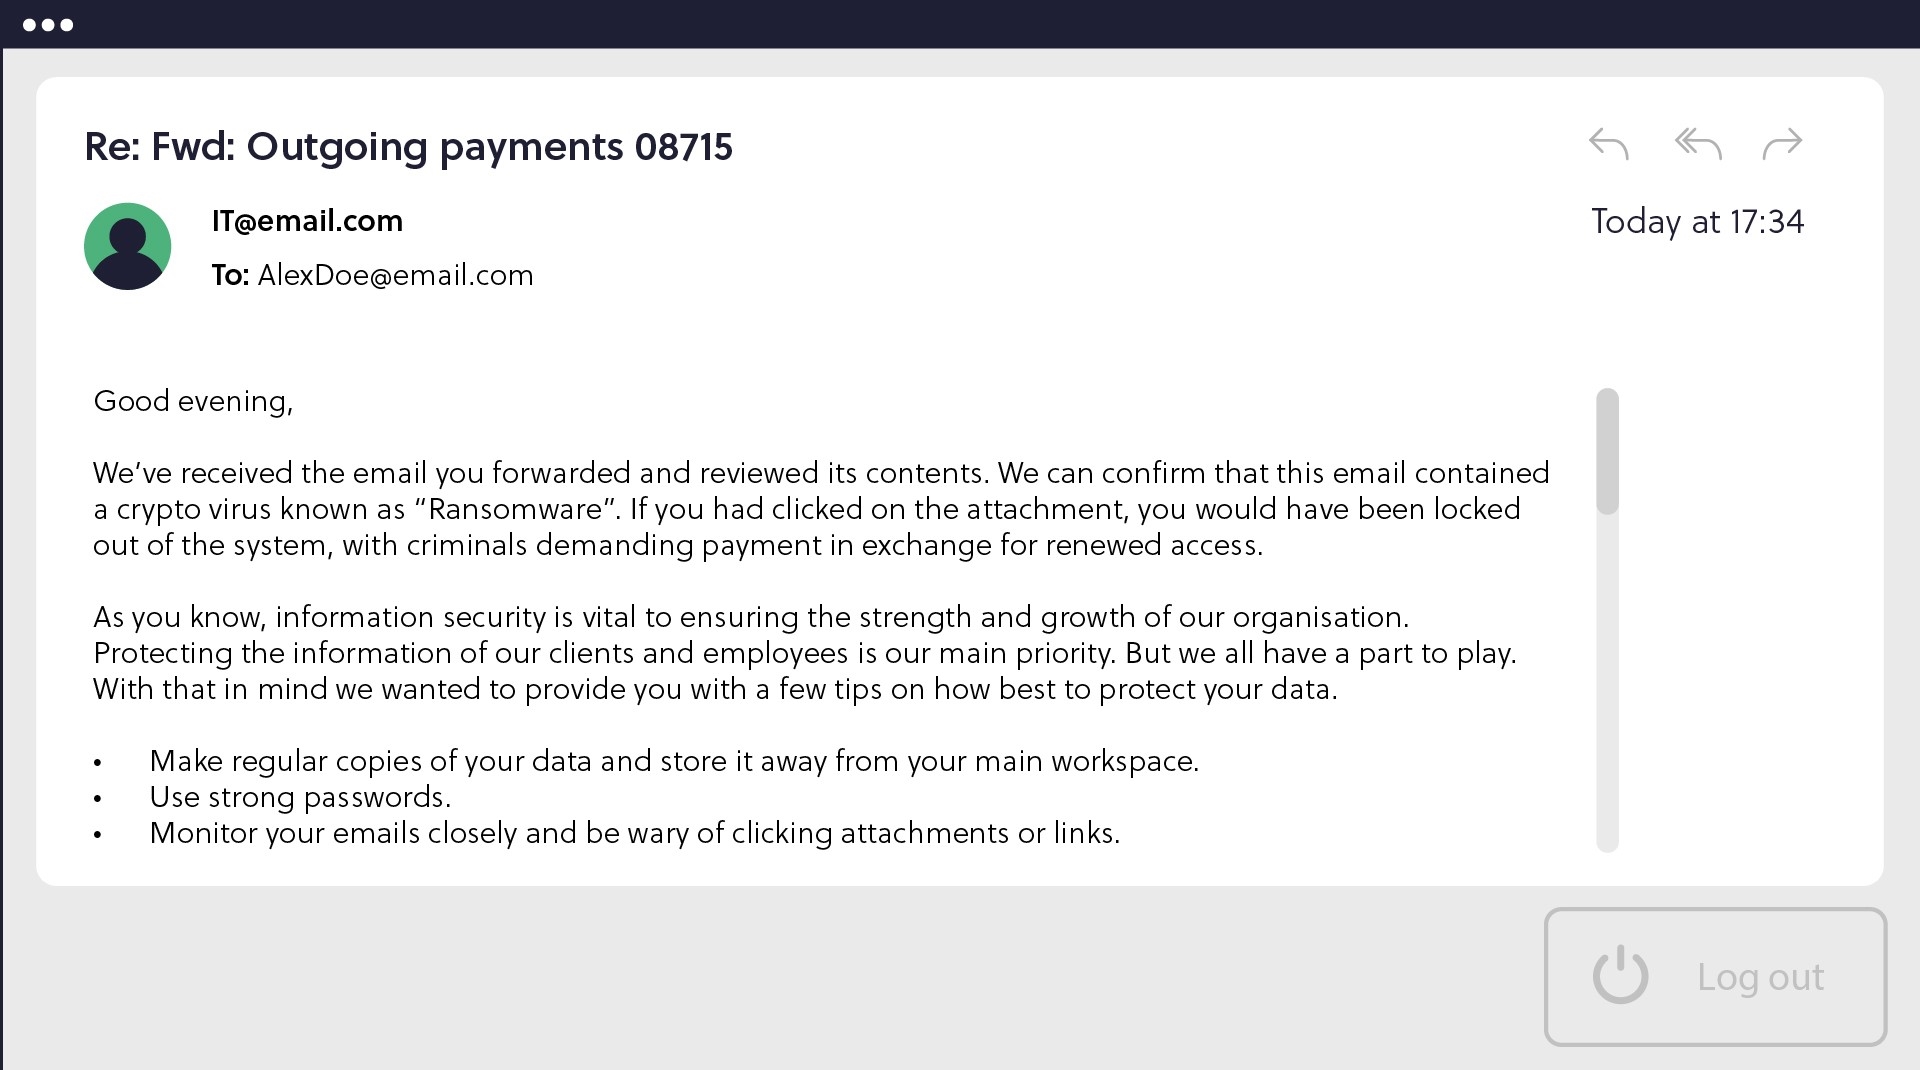 Re: Fwd: Outgoing payments 08715
IT@email.com
Today at 17:34
To: AlexDoe@email.com
Good evening,
We’ve received the email you forwarded and reviewed its contents. We can confirm that this email contained
a crypto virus known as “Ransomware”. If you had clicked on the attachment, you would have been locked
out of the system, with criminals demanding payment in exchange for renewed access.
As you know, information security is vital to ensuring the strength and growth of our organisation.
Protecting the information of our clients and employees is our main priority. But we all have a part to play.
With that in mind we wanted to provide you with a few tips on how best to protect your data.
• Make regular copies of your data and store it away from your main workspace.
• Use strong passwords.
• Monitor your emails closely and be wary of clicking attachments or links.
Log out